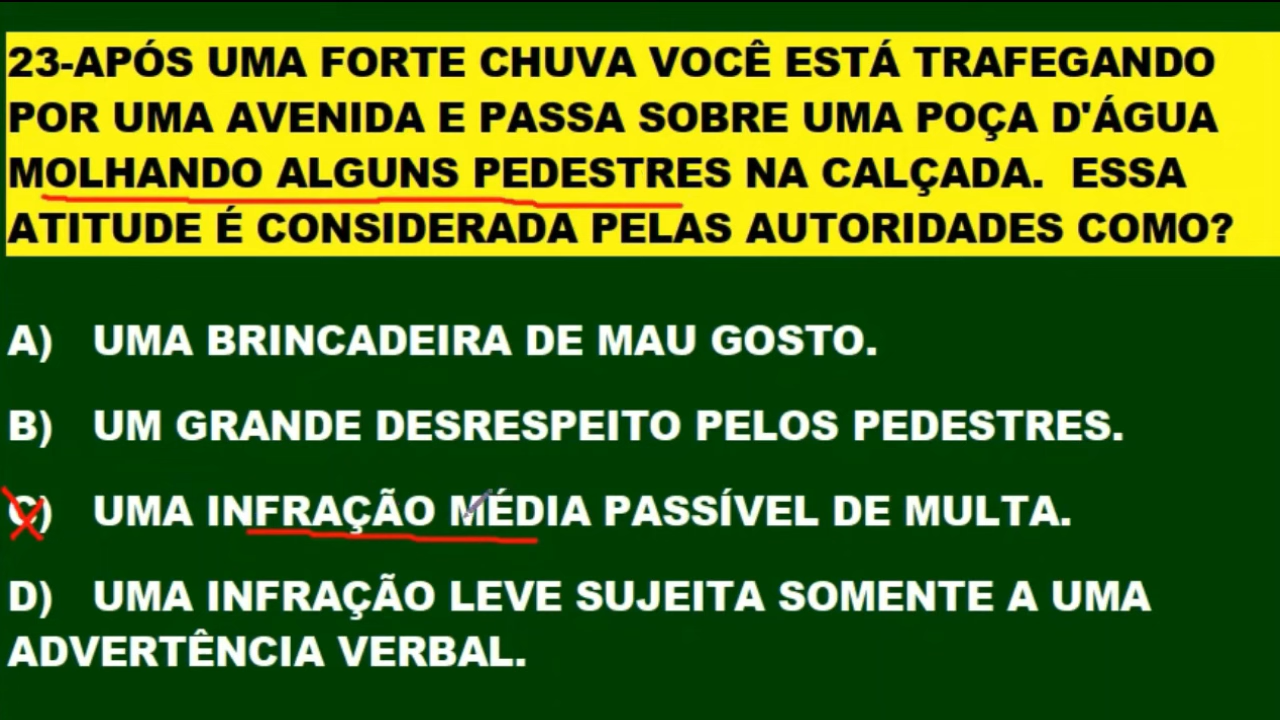 23-APÓS UMA FORTE CHUVA VOCÊ ESTÁ TRAFEGANDO
POR UMA AVENIDA E PASSA SOBRE UMA POÇA D'ÁGUA
MOLHANDO ALGUNS PEDESTRES NA CALÇADA. ESSA
ATITUDE É CONSIDERADA PELAS AUTORIDADES COMO?
A) UMA BRINCADEIRA DE MAU GOSTO.
B) UM GRANDE DESRESPEITO PELOS PEDESTRES.
C) UMA INFRAÇÃO MÉDIA PASSÍVEL DE MULTA.
D) UMA INFRAÇÃO LEVE SUJEITA SOMENTE A UMA
ADVERTÊNCIA VERBAL.